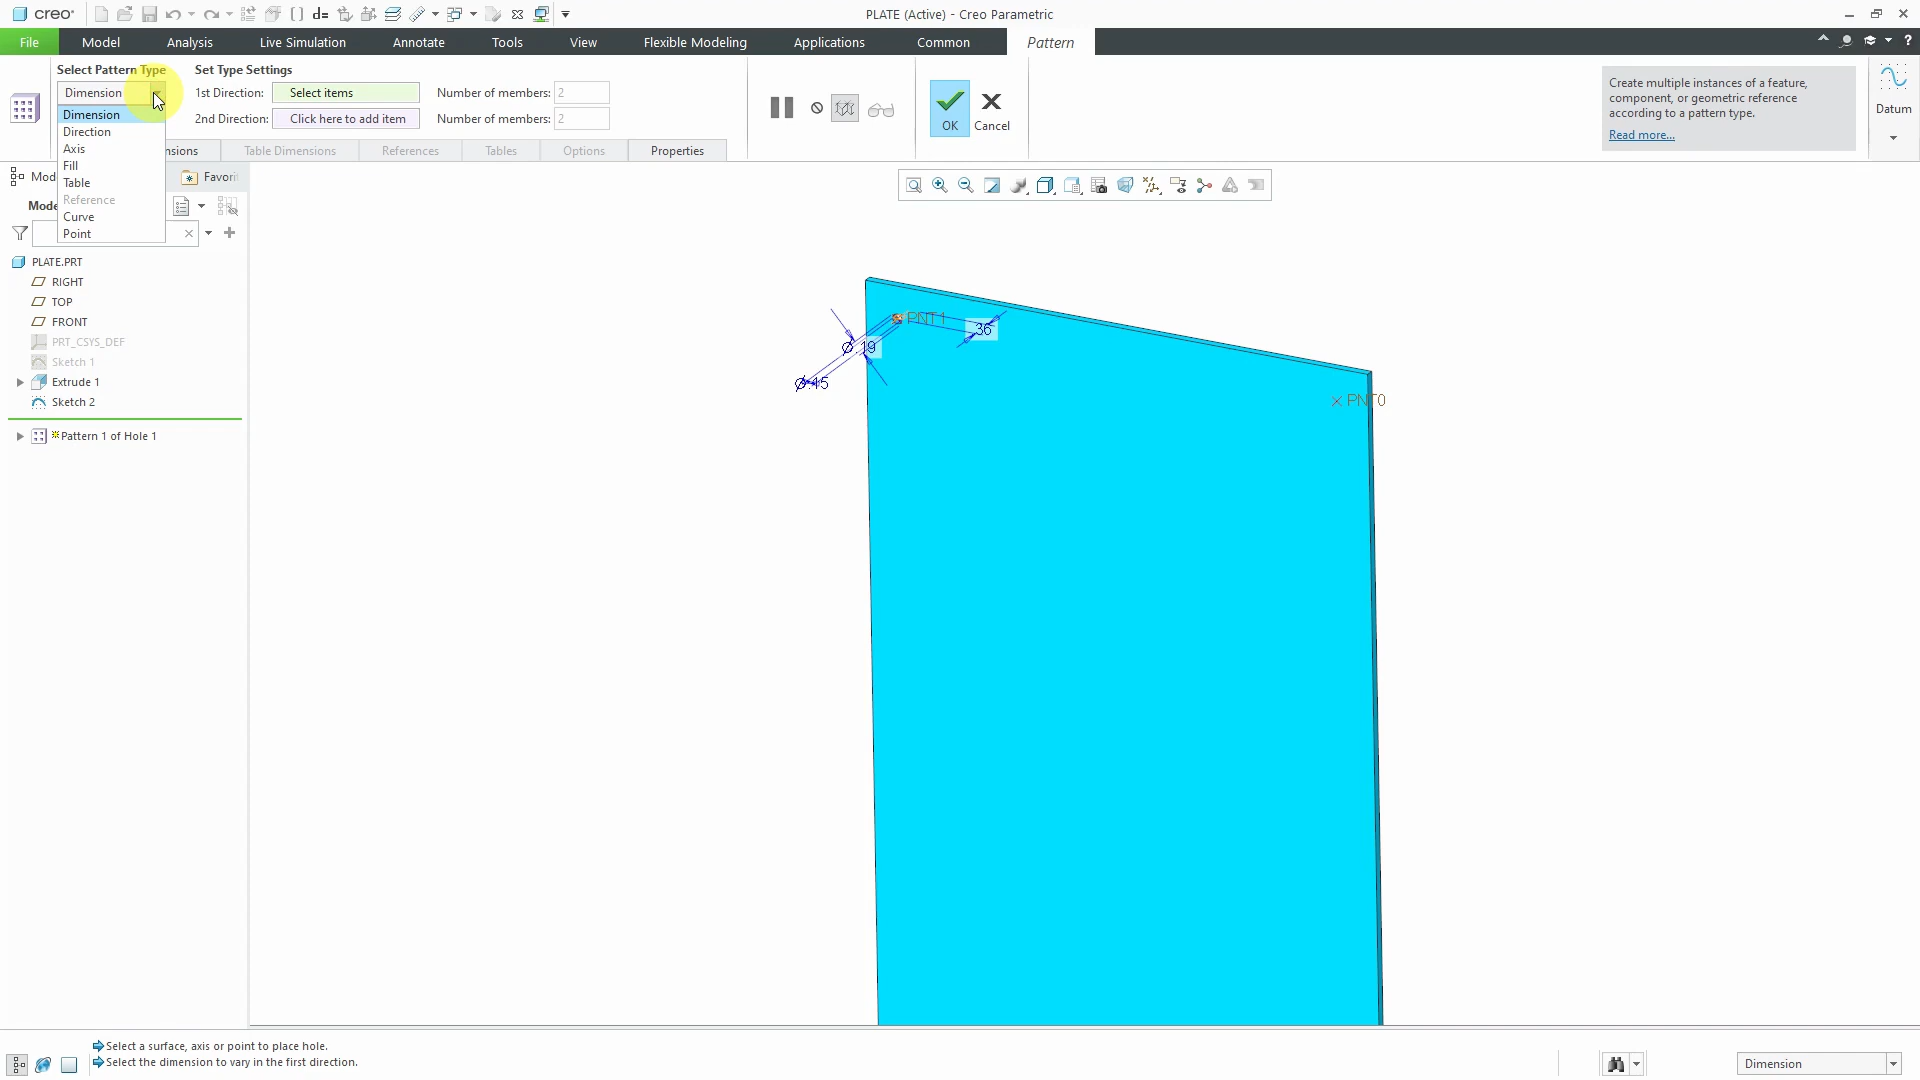 creo
d=
PLATE (Active) - Creo Parametric
File Model Analysis Live Simulation Annotate Tools View Flexible Modeling Applications Common Pattern
?
Select Pattern Type
Set Type Settings
Dimension
1st Direction: Select items Number of members: 2
2nd Direction: Click here to add item Number of members: 2
Dimension
Direction
Axis
Fill
Table
Reference
Curve
Point
OK
Cancel
Create multiple instances of a feature,
component, or geometric reference
according to a pattern type.
Read more...
Datum
nsions Table Dimensions References Tables Options Properties
Mod
Favori
Mode
PLATE.PRT
RIGHT
TOP
FRONT
PRT_CSYS_DEF
Sketch 1
Extrude 1
Sketch 2
Pattern 1 of Hole 1
PNT1
.36
Ø.19
Ø.45
PNT0
Select a surface, axis or point to place hole.
Select the dimension to vary in the first direction.
Dimension